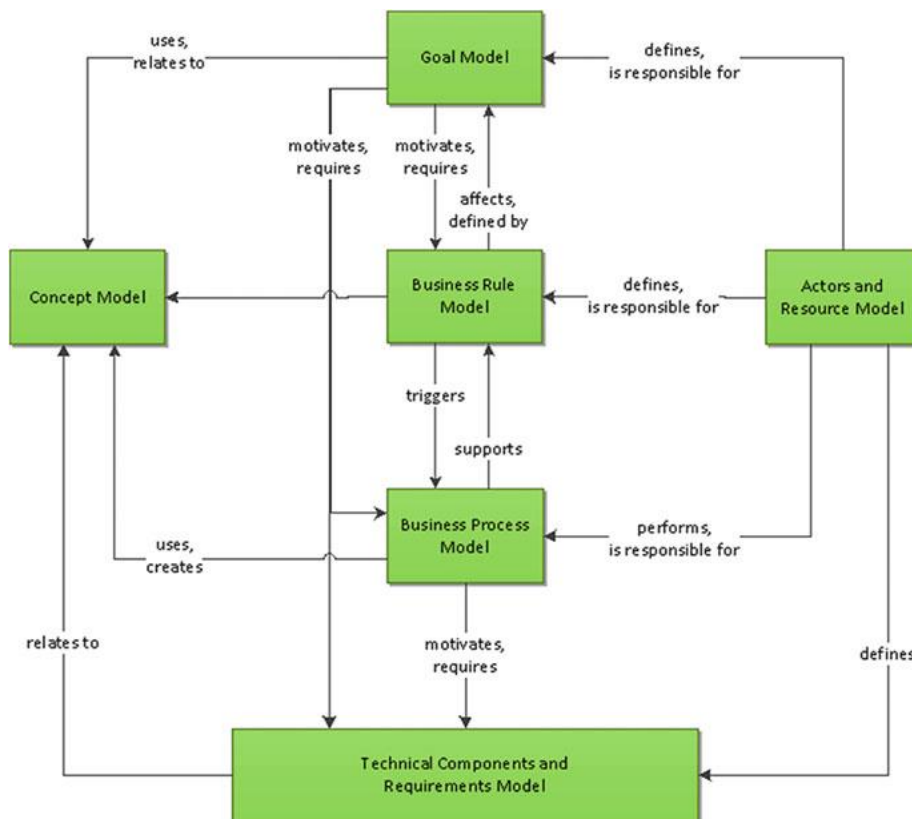 uses,
relates to
Goal Model
defines,
is responsible for
motivates,
requires
motivates,
requires
affects,
defined by
Concept Model
Business Rule
Model
defines,
is responsible for
Actors and
Resource Model
triggers
supports
uses,
creates
Business Process
Model
performs,
is responsible for
relates to
motivates,
requires
defines
Technical Components and
Requirements Model